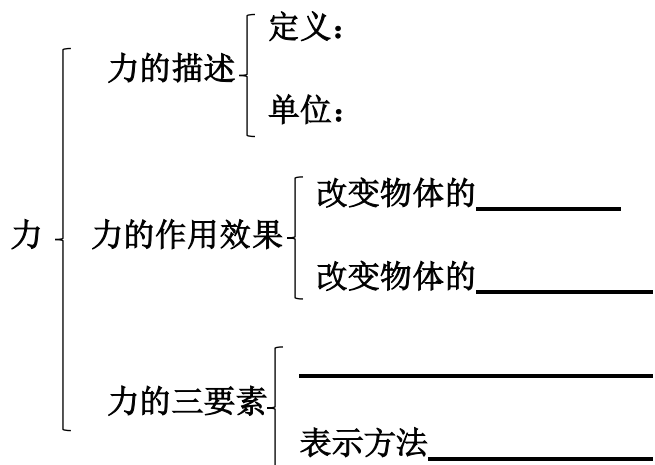 定义：
力的描述
单位：
改变物体的
力 力的作用效果
改变物体的
力的三要素
表示方法